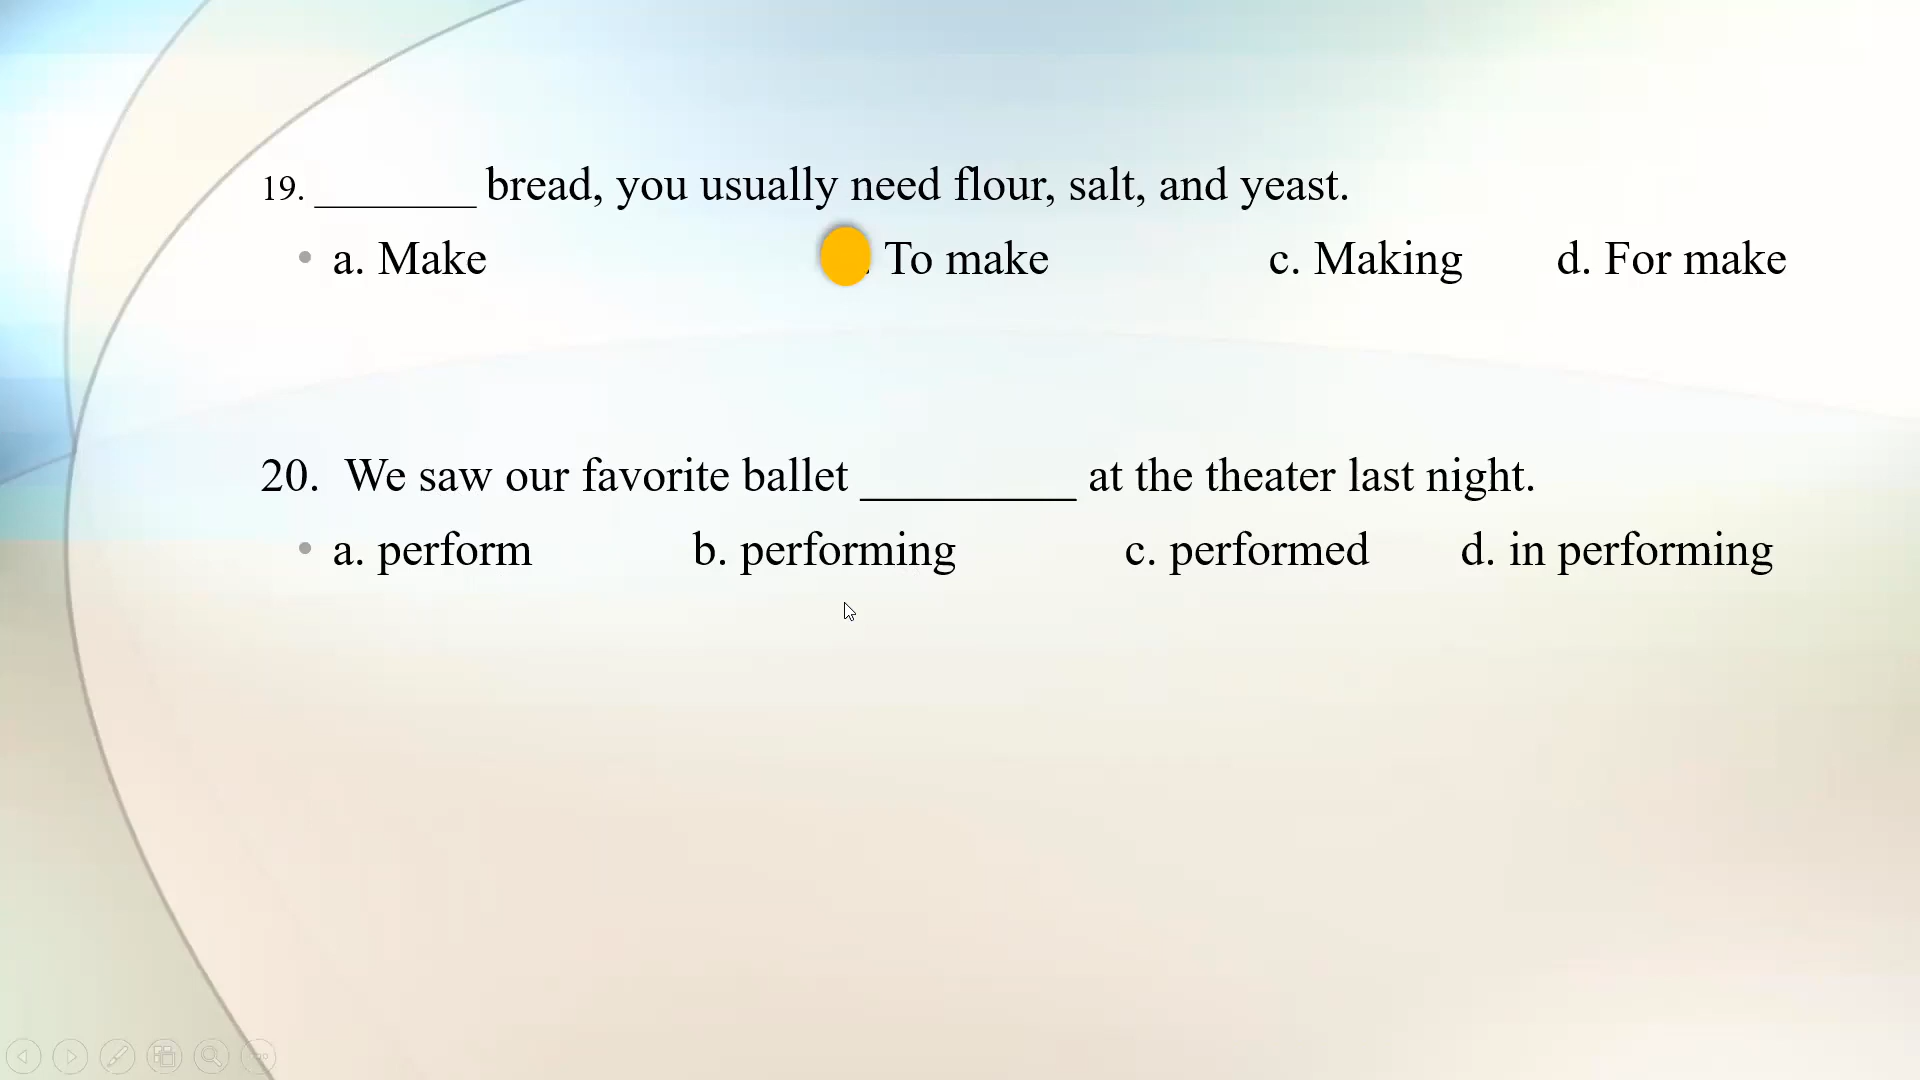 19. ________ bread, you usually need flour, salt, and yeast.
• a. Make To make c. Making d. For make
20. We saw our favorite ballet _________ at the theater last night.
• a. perform b. performing c. performed d. in performing